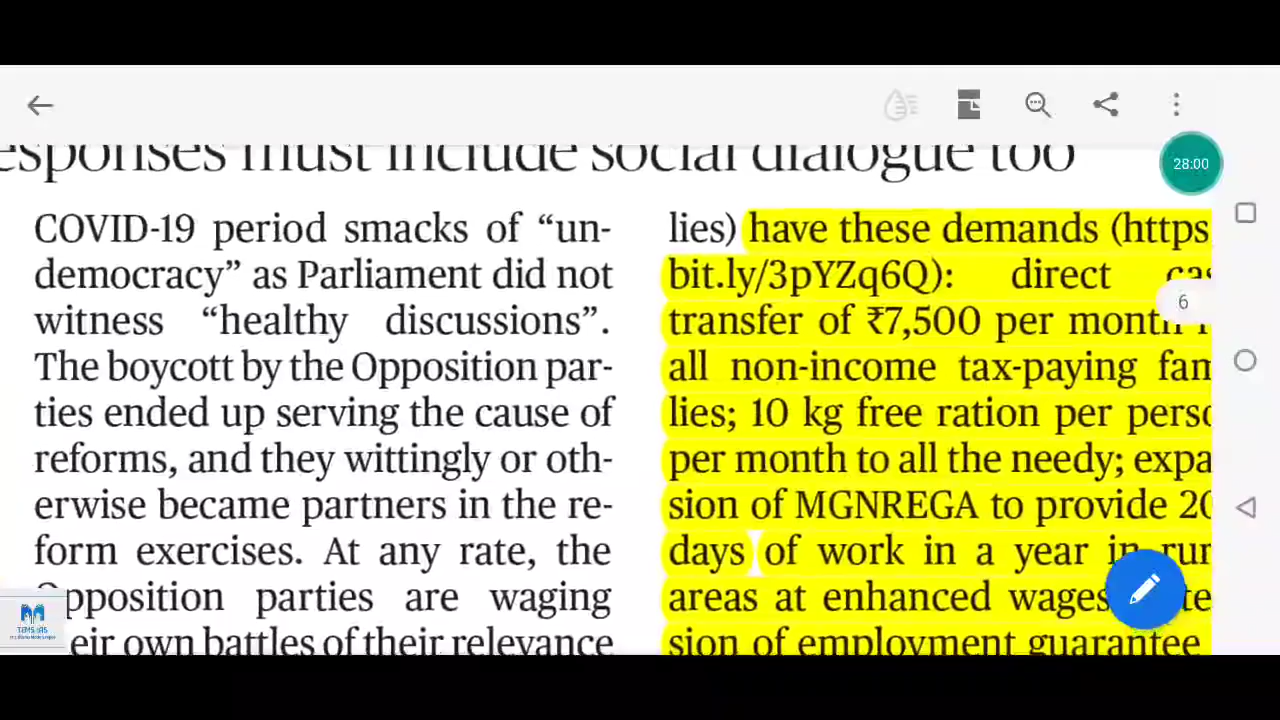 28:00
esponses must include social dialogue too
COVID-19 period smacks of “un-
democracy” as Parliament did not
witness “healthy discussions”.
The boycott by the Opposition par-
ties ended up serving the cause of
reforms, and they wittingly or oth-
erwise became partners in the re-
form exercises. At any rate, the
Opposition parties are waging
their own battles of their relevance
lies) have these demands (https
bit.ly/3pYZq6Q): direct
transfer of ₹7,500 per month
all non-income tax-paying fam
lies; 10 kg free ration per perso
per month to all the needy; expa
sion of MGNREGA to provide 20
days of work in a year in rur
areas at enhanced wages
sion of employment guarantee
6